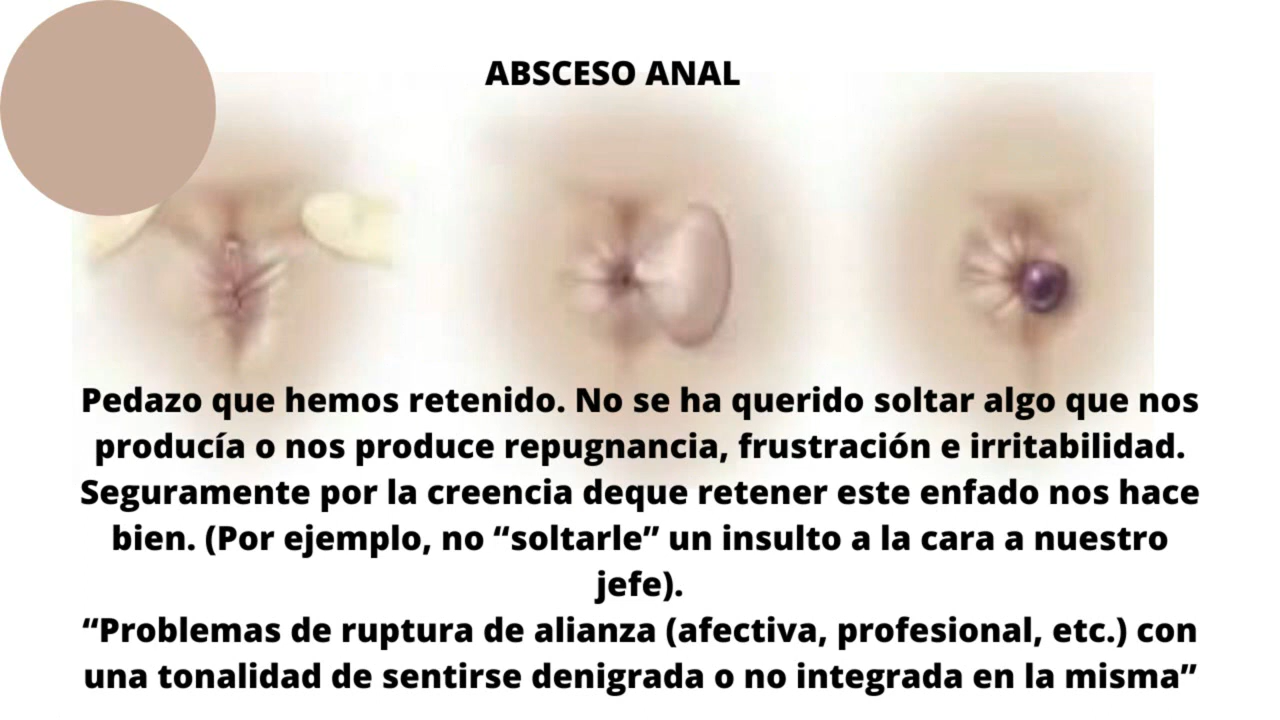 ABSCESO ANAL
Pedazo que hemos retenido. No se ha querido soltar algo que nos
producía o nos produce repugnancia, frustración e irritabilidad.
Seguramente por la creencia deque retener este enfado nos hace
bien. (Por ejemplo, no “soltarle” un insulto a la cara a nuestro
jefe).
“Problemas de ruptura de alianza (afectiva, profesional, etc.) con
una tonalidad de sentirse denigrada o no integrada en la misma”